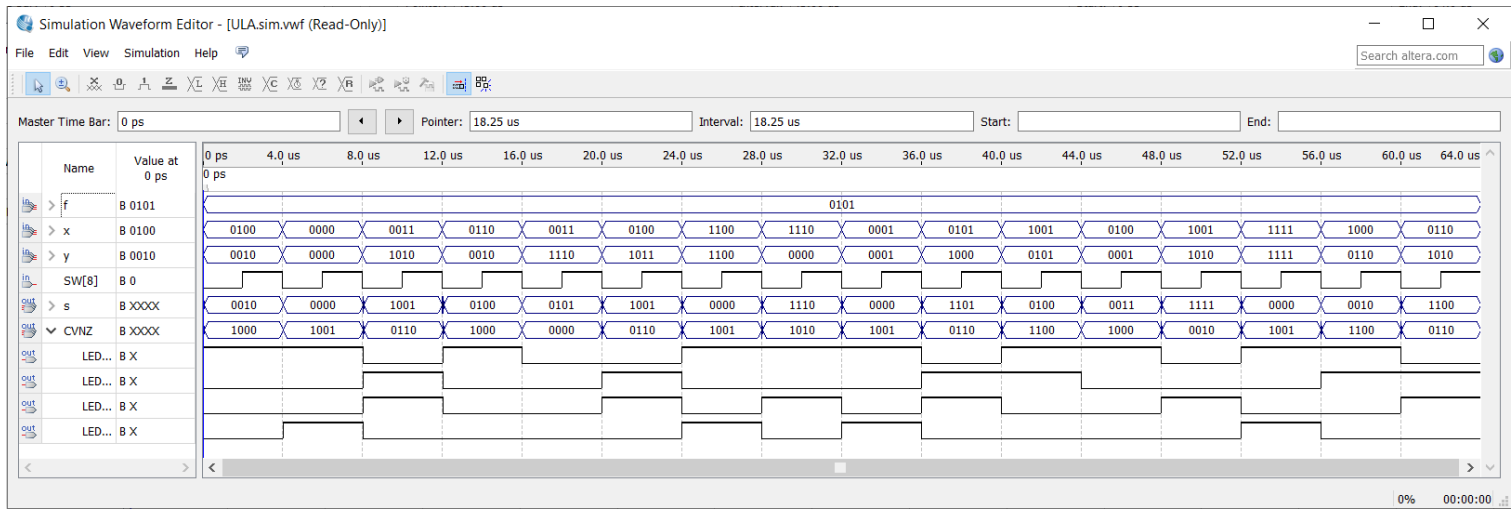 Simulation Waveform Editor - [ULA.sim.vwf (Read-Only)]
File Edit View Simulation Help
Search altera.com
Master Time Bar: 0 ps Pointer: 18.25 us Interval: 18.25 us Start: End:
Name Value at 0 ps
0 ps 4.0 us 8.0 us 12.0 us 16.0 us 20.0 us 24.0 us 28.0 us 32.0 us 36.0 us 40.0 us 44.0 us 48.0 us 52.0 us 56.0 us 60.0 us 64.0 us
0 ps
f B 0101 0101
x B 0100 0100 0000 0011 0110 0011 0100 1100 1110 0001 0101 1001 0100 1001 1111 1000 0110
y B 0010 0010 0000 1010 0010 1110 1011 1100 0000 0001 1000 0101 0001 1010 1111 0110 1010
SW[8] B 0
s B XXXX 0010 0000 1001 0100 0101 1001 0000 1110 0000 1101 0100 0011 1111 0000 0010 1100
CVNZ B XXXX 1000 1001 0110 1000 0000 0110 1001 1010 1001 0110 1100 1000 0010 1001 1100 0110
LED... B X
LED... B X
LED... B X
LED... B X
0% 00:00:00